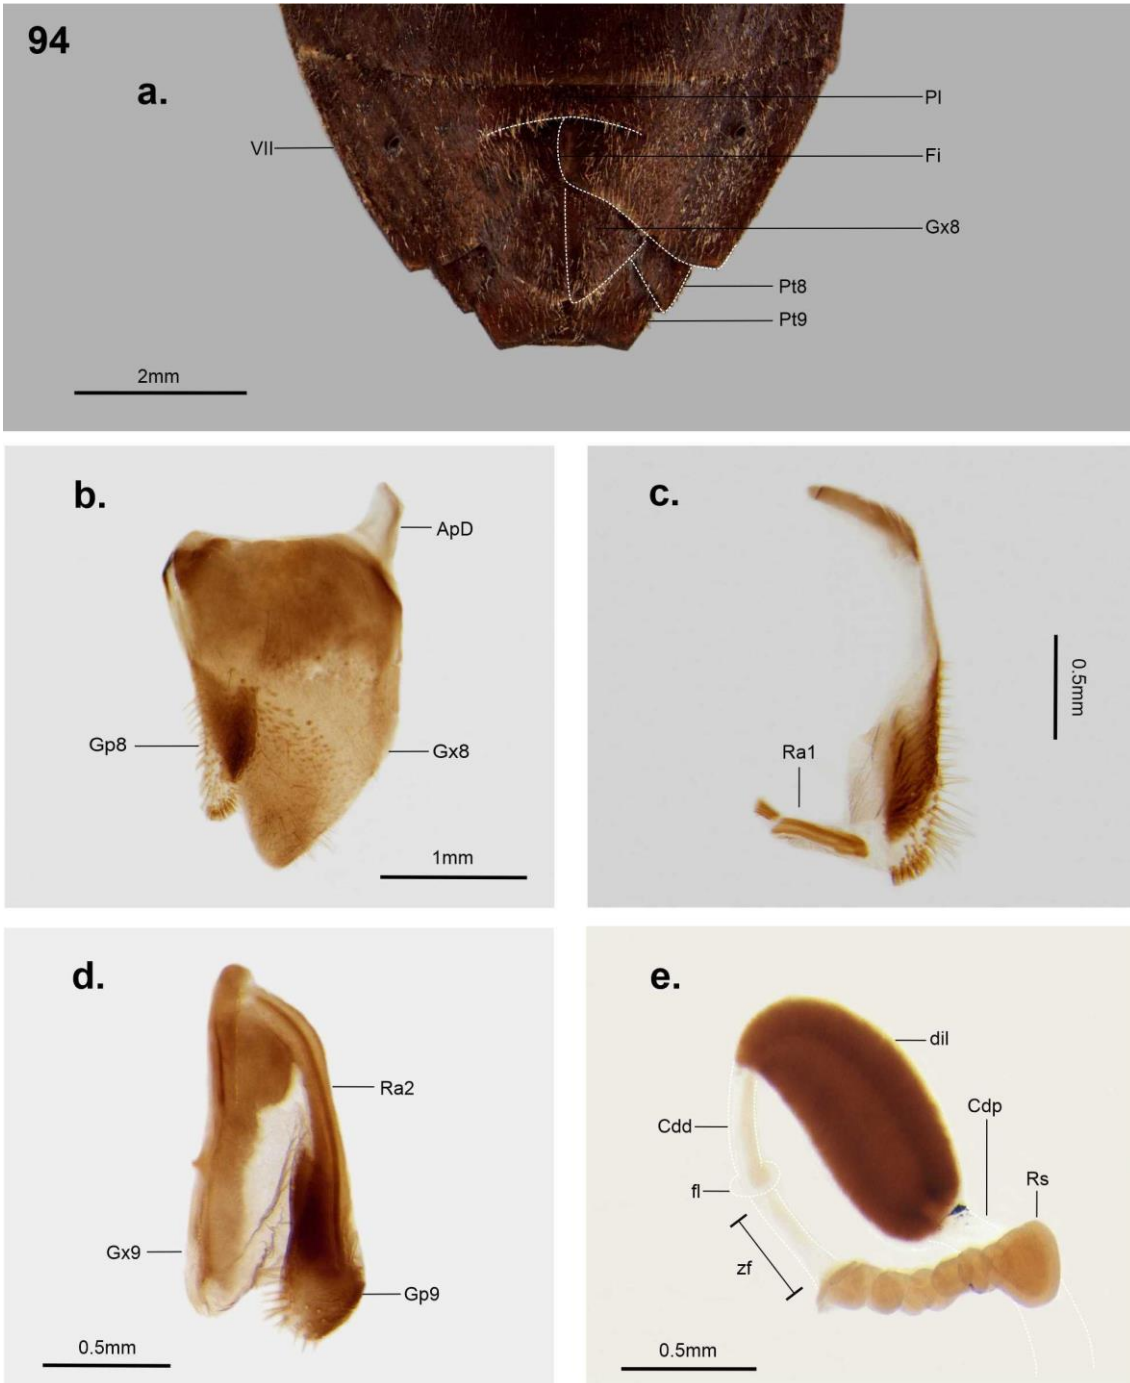 94
a.
Pl
VII
Fi
Gx8
Pt8
Pt9
2mm
b.
ApD
Gp8
Gx8
1mm
c.
Ra1
0.5mm
d.
Ra2
Gx9
Gp9
0.5mm
e.
dil
Cdp
Cdd
Rs
fl
zf
0.5mm